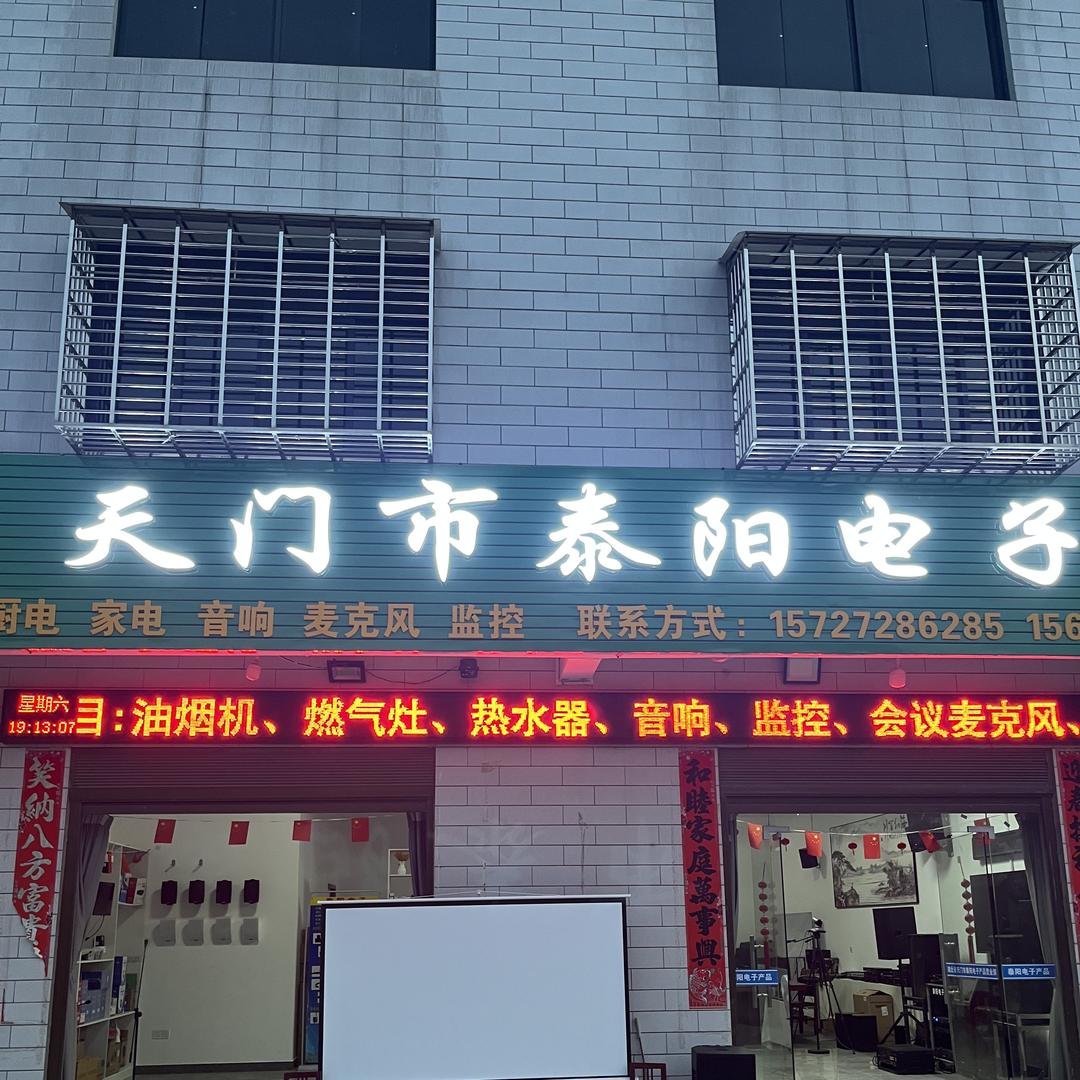 天门市泰阳电子
厨电 家电 音响 麦克风 监控 联系方式：15727286285 156
星期六
19:13:07
目:油烟机、燃气灶、热水器、音响、监控、会议麦克风、
笑納八方富貴
和睦家庭萬事興
阳电子产品
泰阳电子产品